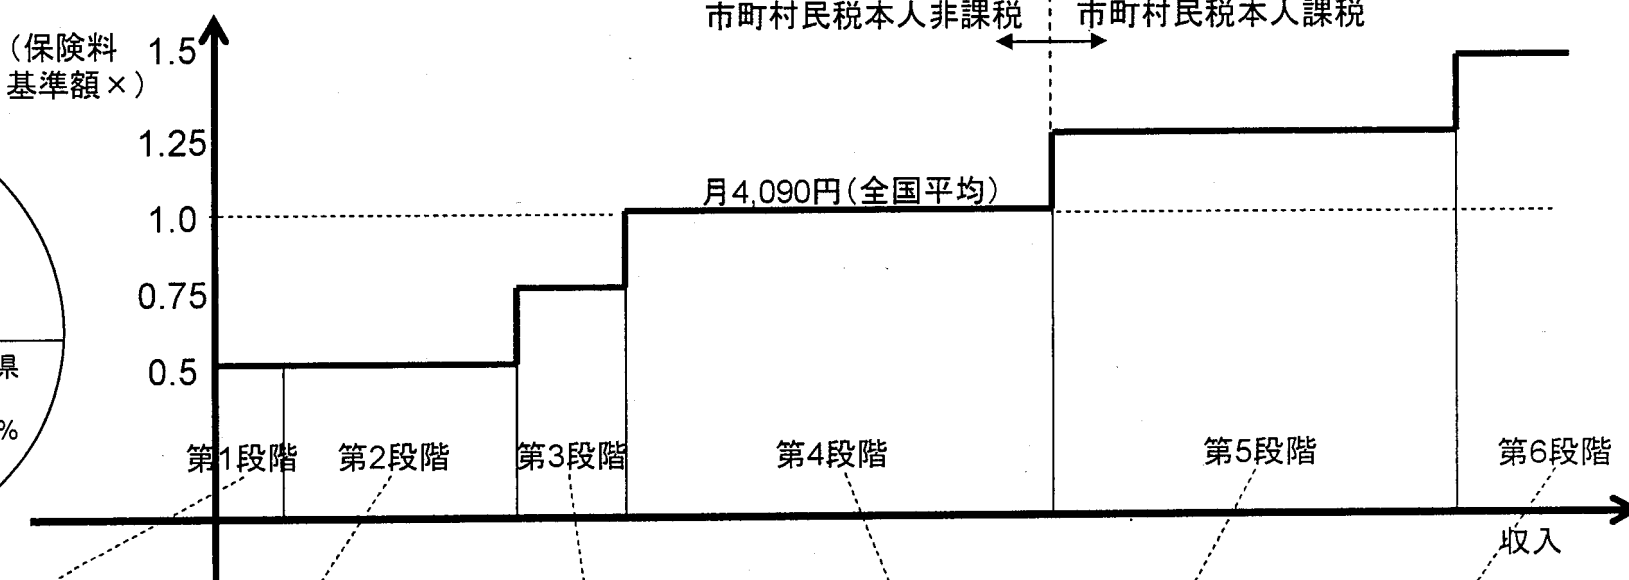 市町村民税本人非課税 市町村民税本人課税
(保険料
基準額×)
1.5
1.25
月4,090円(全国平均)
1.0
0.75
県
0.5
%
第1段階 第2段階 第3段階 第4段階 第5段階 第6段階
収入